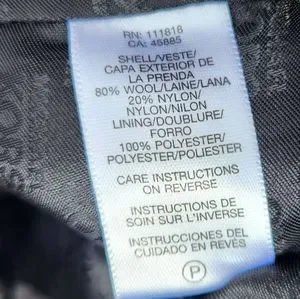 RN: 111818
CA: 45885
SHELL/VESTE/
CAPA EXTERIOR DE
LA PRENDA
80% WOOL/LAINE/LANA
20% NYLON/
NYLON/NILON
LINING/DOUBLURE/
FORRO
100% POLYESTER/
POLYESTER/POLIESTER
CARE INSTRUCTIONS
ON REVERSE
INSTRUCTIONS DE
SOIN SUR L'INVERSE
INSTRUCCIONES DEL
CUIDADO EN REVÉS
P